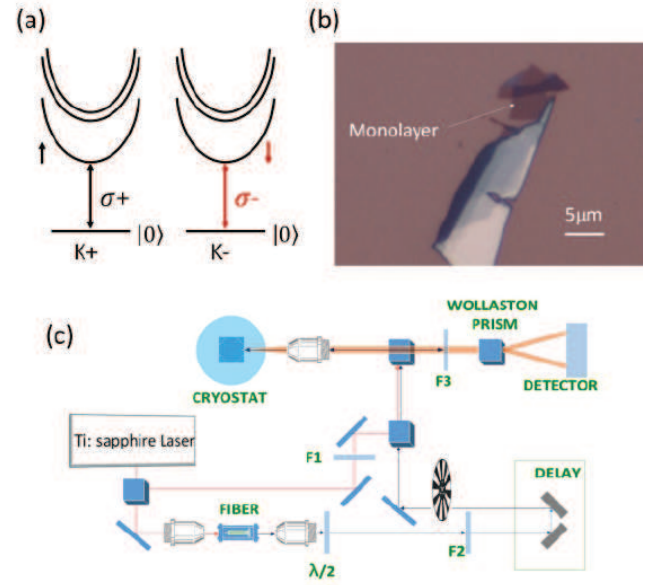 (a)
σ+
σ-
|0⟩
|0⟩
K+
K-
(b)
Monolayer
5μm
(c)
WOLLASTON
PRISM
CRYOSTAT
F3
DETECTOR
Ti: sapphire Laser
F1
FIBER
DELAY
F2
λ/2